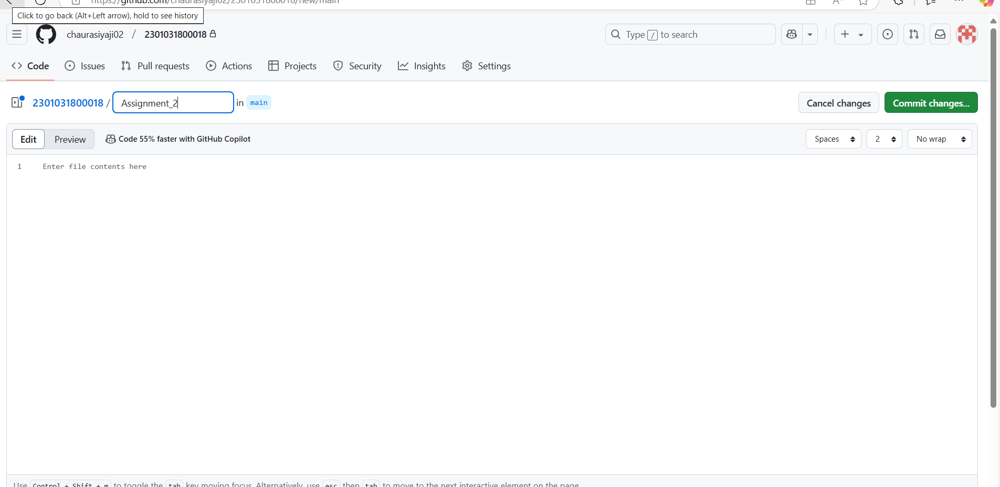 https://github.com/chaurasiyaji02/2301031800018/new/main
Click to go back (Alt+Left arrow), hold to see history
chaurasiyaji02 / 2301031800018
Type / to search
Code Issues Pull requests Actions Projects Security Insights Settings
2301031800018 / Assignment_2 in main
Cancel changes Commit changes...
Edit Preview Code 55% faster with GitHub Copilot
Spaces 2 No wrap
1 Enter file contents here
Use Control + Shift + m to toggle the tab key moving focus. Alternatively, use esc then tab to move to the next interactive element on the page.